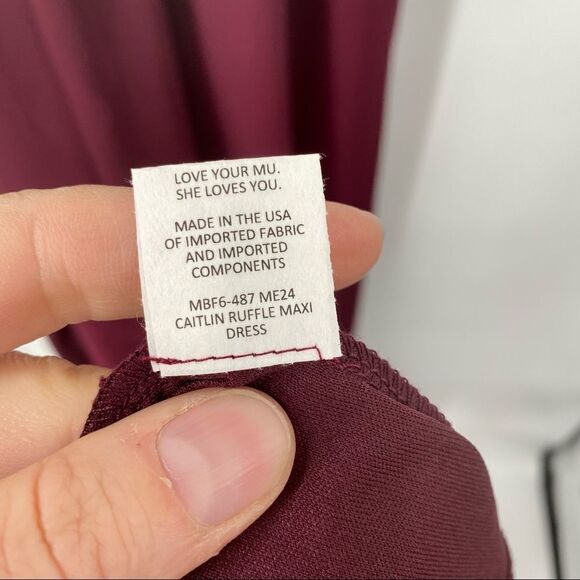 LOVE YOUR MU.
SHE LOVES YOU.
MADE IN THE USA
OF IMPORTED FABRIC
AND IMPORTED
COMPONENTS
MBF6-487 ME24
CAITLIN RUFFLE MAXI
DRESS